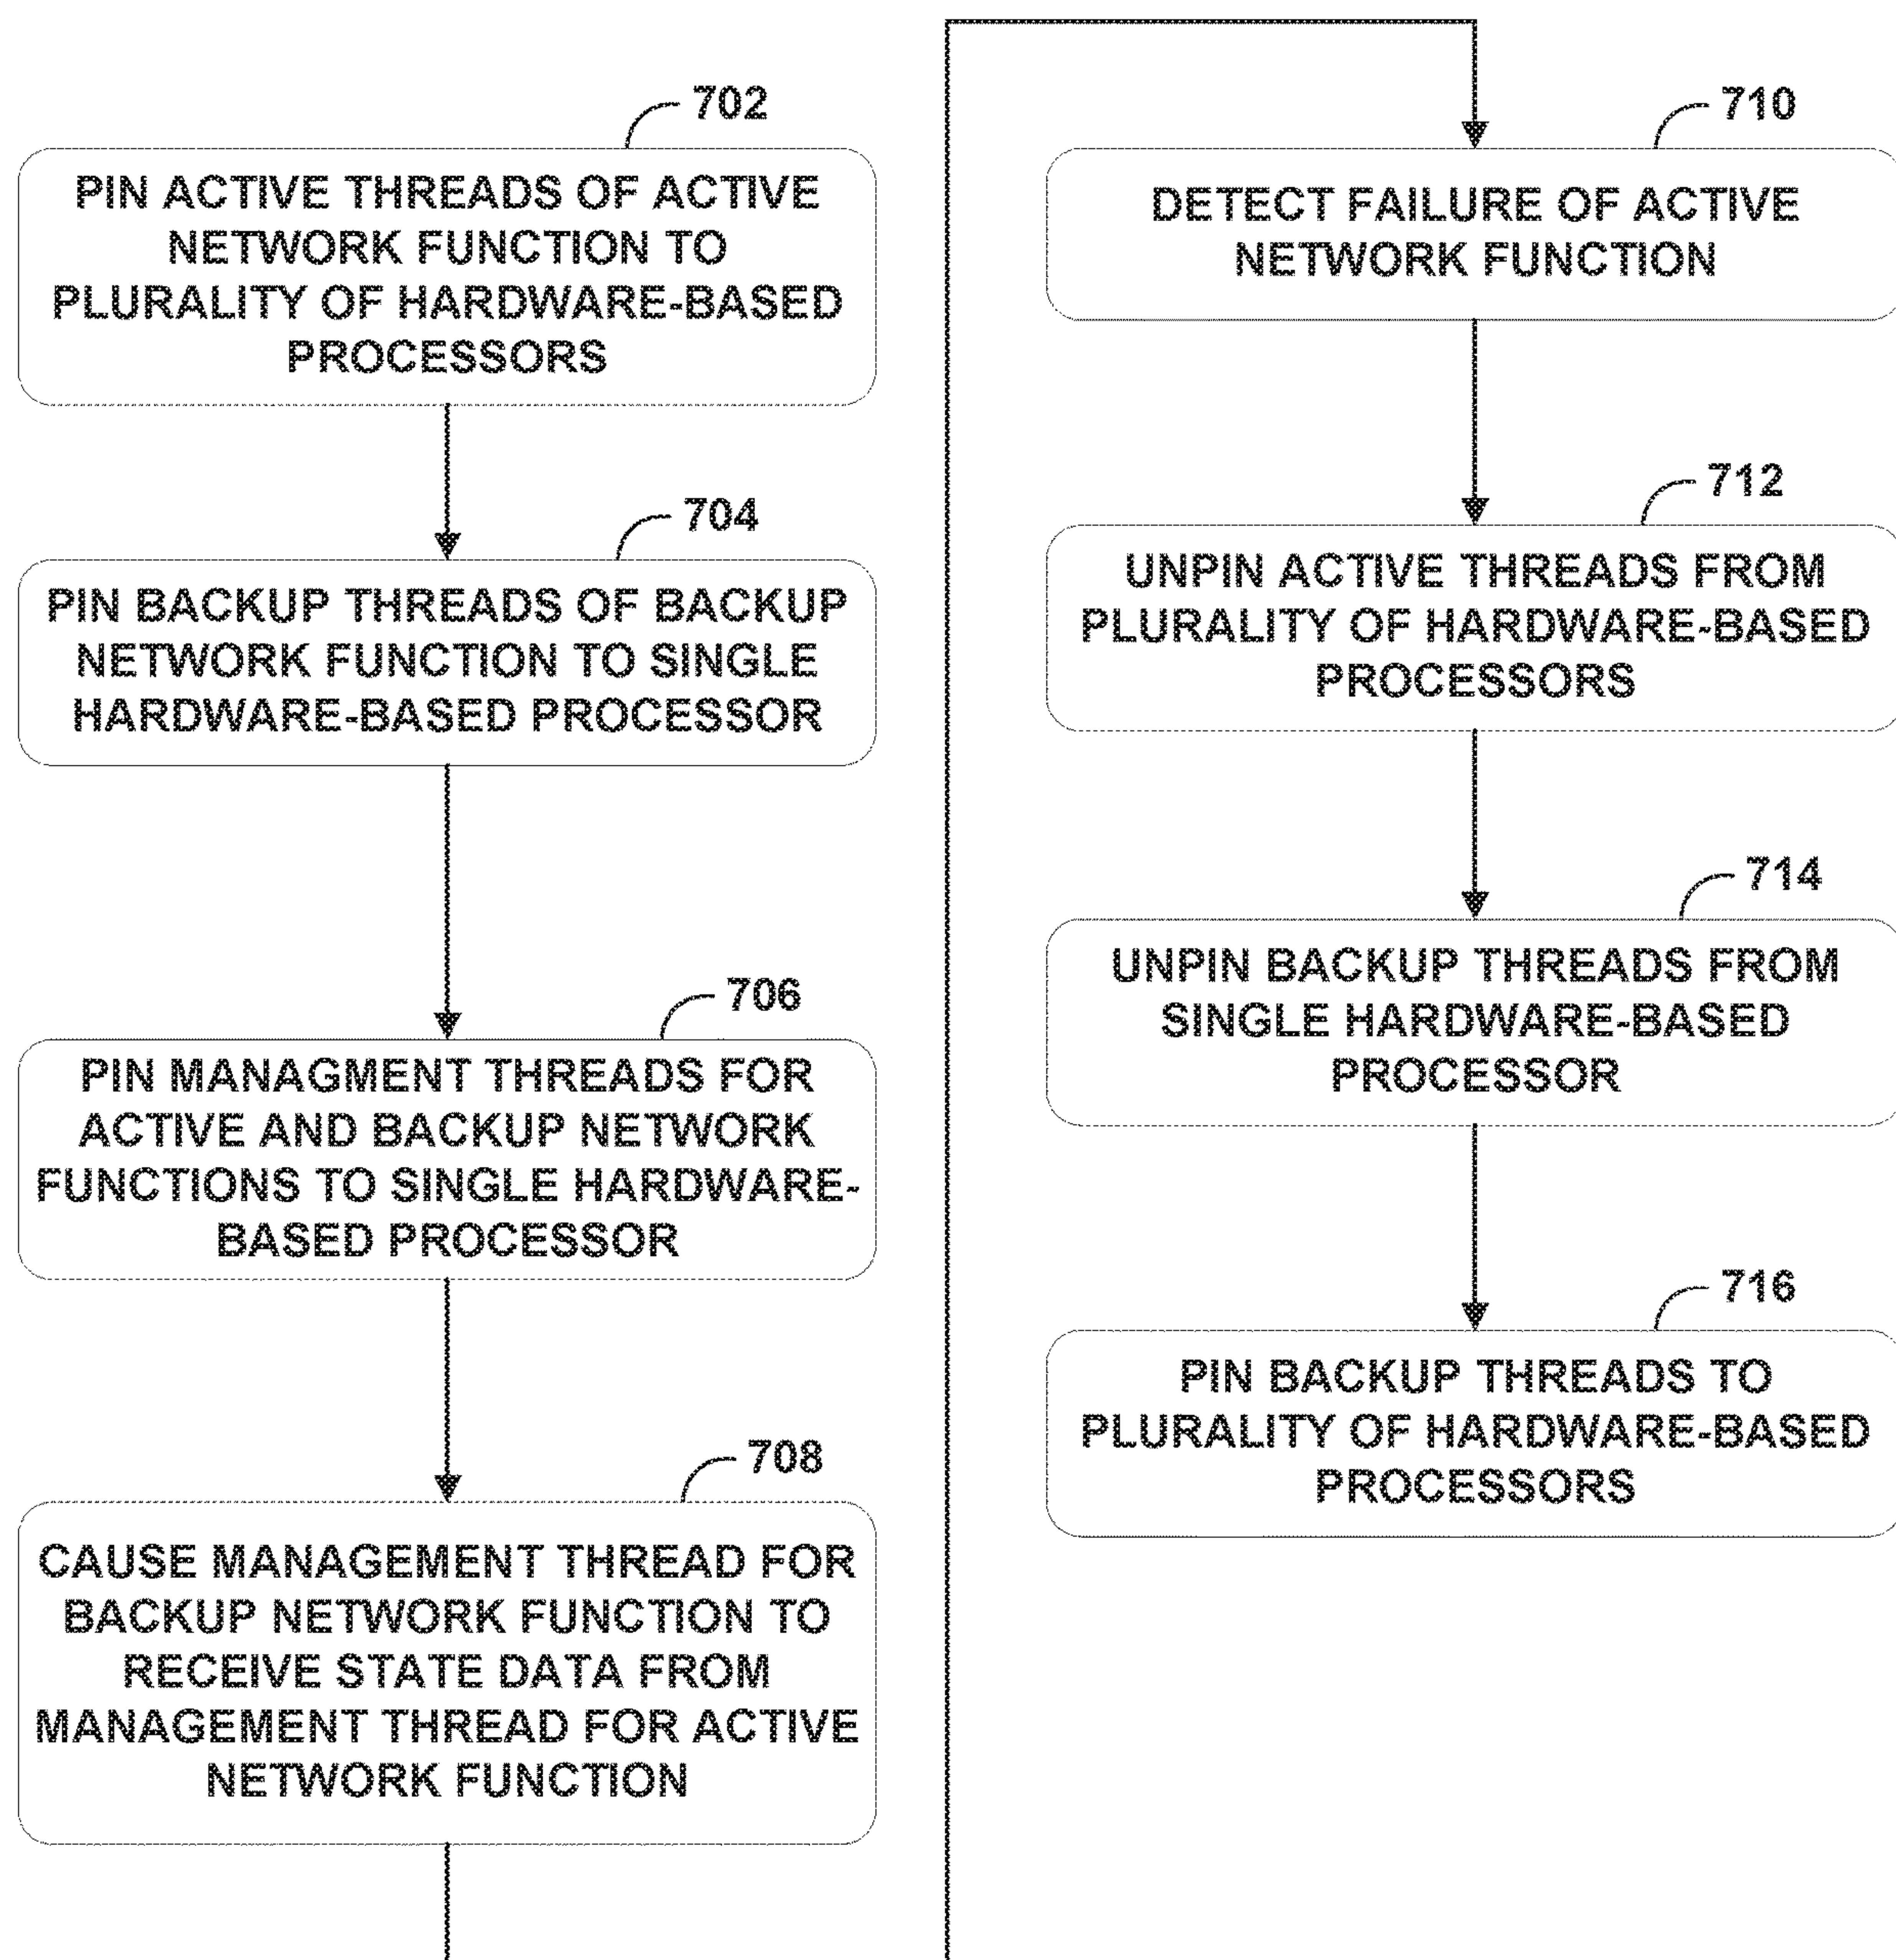 702
PIN ACTIVE THREADS OF ACTIVE
NETWORK FUNCTION TO
PLURALITY OF HARDWARE-BASED
PROCESSORS
704
PIN BACKUP THREADS OF BACKUP
NETWORK FUNCTION TO SINGLE
HARDWARE-BASED PROCESSOR
706
PIN MANAGMENT THREADS FOR
ACTIVE AND BACKUP NETWORK
FUNCTIONS TO SINGLE HARDWARE-
BASED PROCESSOR
708
CAUSE MANAGEMENT THREAD FOR
BACKUP NETWORK FUNCTION TO
RECEIVE STATE DATA FROM
MANAGEMENT THREAD FOR ACTIVE
NETWORK FUNCTION
710
DETECT FAILURE OF ACTIVE
NETWORK FUNCTION
712
UNPIN ACTIVE THREADS FROM
PLURALITY OF HARDWARE-BASED
PROCESSORS
714
UNPIN BACKUP THREADS FROM
SINGLE HARDWARE-BASED
PROCESSOR
716
PIN BACKUP THREADS TO
PLURALITY OF HARDWARE-BASED
PROCESSORS